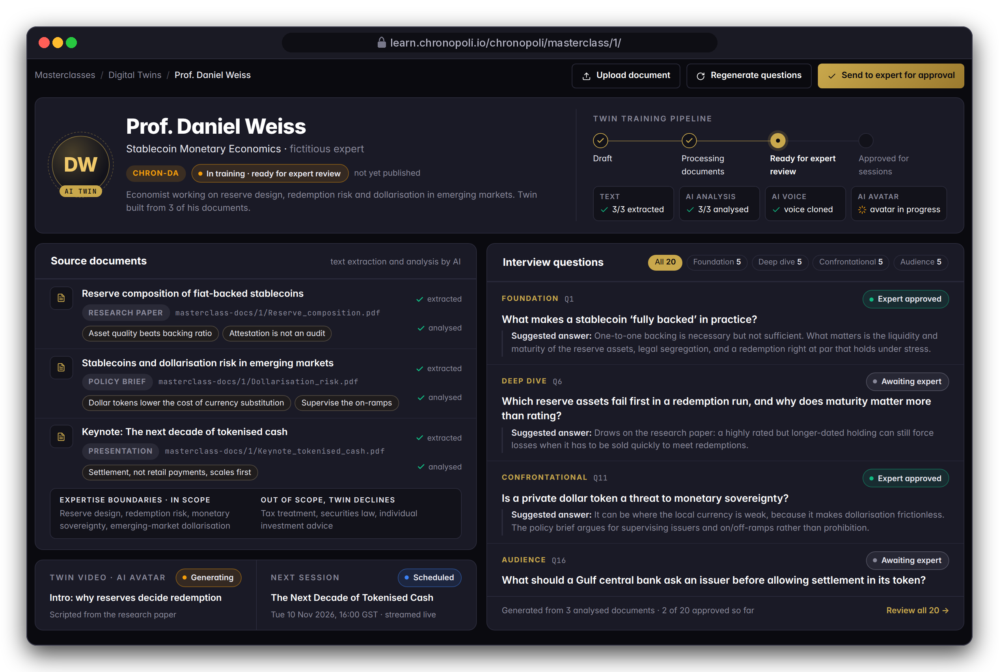 learn.chronopoli.io/chronopoli/masterclass/1/
Masterclasses / Digital Twins / Prof. Daniel Weiss
Upload document
Regenerate questions
Send to expert for approval
DW
AI TWIN
Prof. Daniel Weiss
Stablecoin Monetary Economics · fictitious expert
CHRON-DA
In training · ready for expert review
not yet published
Economist working on reserve design, redemption risk and dollarisation in emerging markets. Twin
built from 3 of his documents.
TWIN TRAINING PIPELINE
Draft
Processing
documents
Ready for expert
review
Approved for
sessions
TEXT
3/3 extracted
AI ANALYSIS
3/3 analysed
AI VOICE
voice cloned
AI AVATAR
avatar in progress
Source documents
text extraction and analysis by AI
Reserve composition of fiat-backed stablecoins
RESEARCH PAPER masterclass-docs/1/Reserve_composition.pdf
Asset quality beats backing ratio
Attestation is not an audit
extracted
analysed
Stablecoins and dollarisation risk in emerging markets
POLICY BRIEF masterclass-docs/1/Dollarisation_risk.pdf
Dollar tokens lower the cost of currency substitution
Supervise the on-ramps
extracted
analysed
Keynote: The next decade of tokenised cash
PRESENTATION masterclass-docs/1/Keynote_tokenised_cash.pdf
Settlement, not retail payments, scales first
extracted
analysed
EXPERTISE BOUNDARIES · IN SCOPE
Reserve design, redemption risk, monetary
sovereignty, emerging-market dollarisation
OUT OF SCOPE, TWIN DECLINES
Tax treatment, securities law, individual
investment advice
TWIN VIDEO · AI AVATAR
Generating
Intro: why reserves decide redemption
Scripted from the research paper
NEXT SESSION
Scheduled
The Next Decade of Tokenised Cash
Tue 10 Nov 2026, 16:00 GST · streamed live
Interview questions
All 20
Foundation 5
Deep dive 5
Confrontational 5
Audience 5
FOUNDATION Q1
Expert approved
What makes a stablecoin ‘fully backed’ in practice?
Suggested answer: One-to-one backing is necessary but not sufficient. What matters is the liquidity and
maturity of the reserve assets, legal segregation, and a redemption right at par that holds under stress.
DEEP DIVE Q6
Awaiting expert
Which reserve assets fail first in a redemption run, and why does maturity matter more
than rating?
Suggested answer: Draws on the research paper: a highly rated but longer-dated holding can still force
losses when it has to be sold quickly to meet redemptions.
CONFRONTATIONAL Q11
Expert approved
Is a private dollar token a threat to monetary sovereignty?
Suggested answer: It can be where the local currency is weak, because it makes dollarisation frictionless.
The policy brief argues for supervising issuers and on/off-ramps rather than prohibition.
AUDIENCE Q16
Awaiting expert
What should a Gulf central bank ask an issuer before allowing settlement in its token?
Generated from 3 analysed documents · 2 of 20 approved so far
Review all 20 →